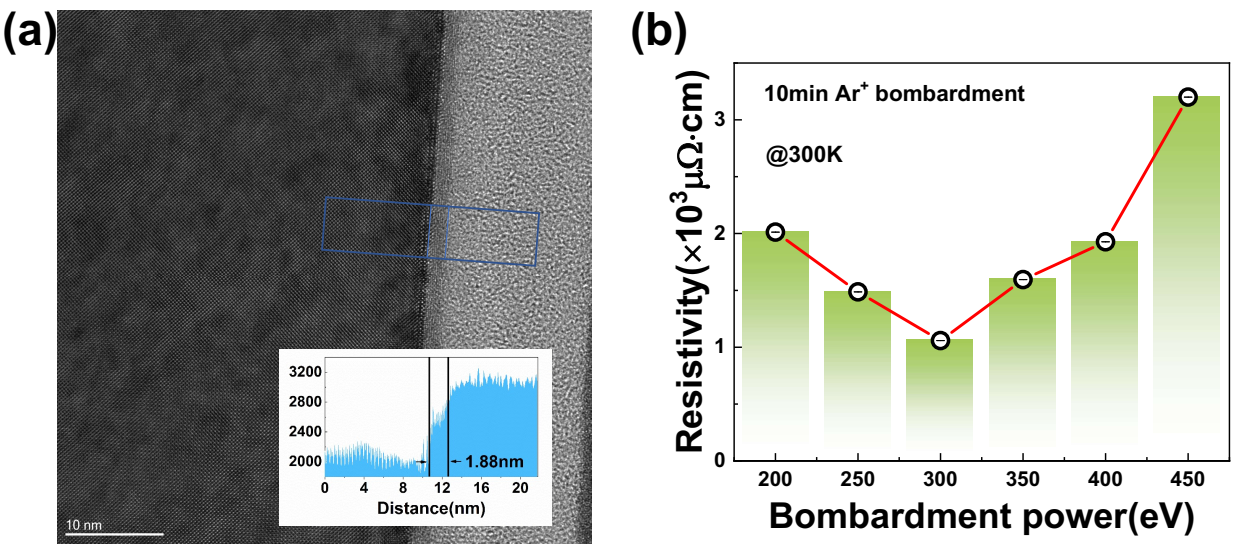 (a)
10 nm
3200
2800
2400
2000
1.88nm
0 4 8 12 16 20
Distance(nm)
(b)
10min Ar⁺ bombardment
@300K
Resistivity(×10³μΩ·cm)
3
2
1
0
200 250 300 350 400 450
Bombardment power(eV)